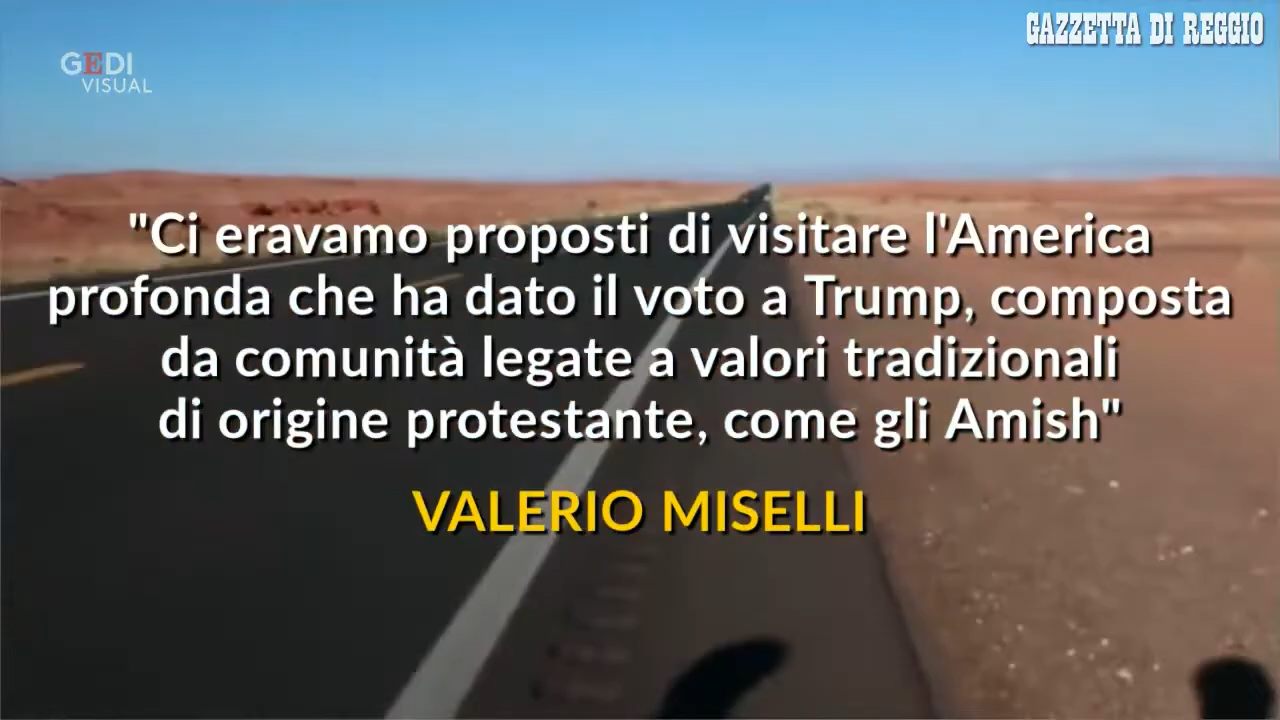 GAZZETTA DI REGGIO
GEDI
VISUAL
"Ci eravamo proposti di visitare l'America
profonda che ha dato il voto a Trump, composta
da comunità legate a valori tradizionali
di origine protestante, come gli Amish"
VALERIO MISELLI